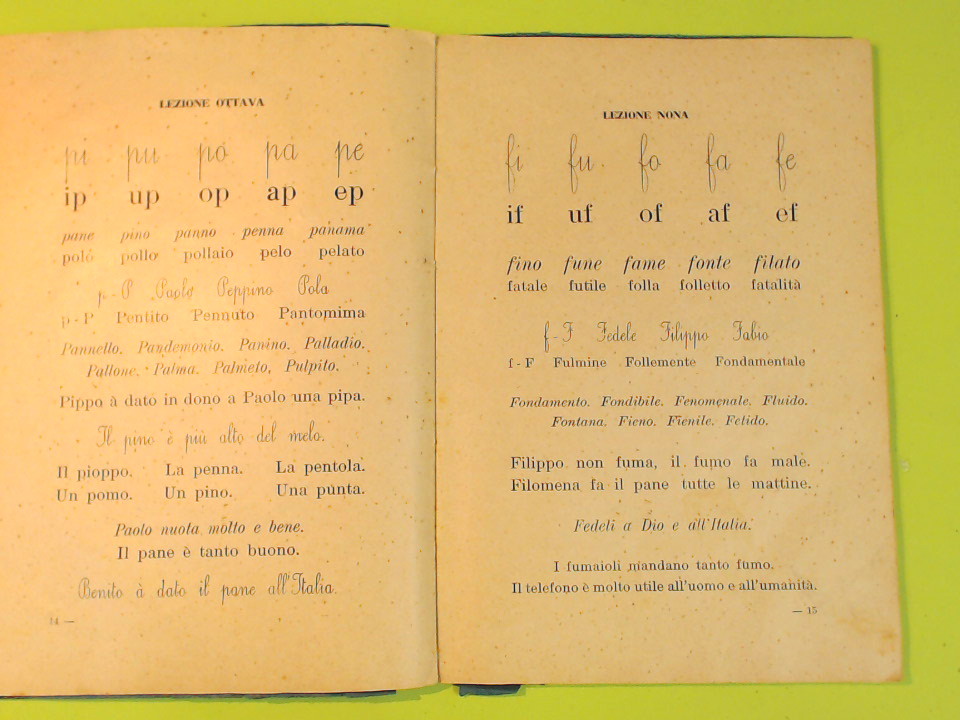 LEZIONE OTTAVA
pi pu po pa pe
ip up op ap ep
pane pino panno penna panama
polo pollo pollaio pelo pelato
p - P Paolo Peppino Pola
p - P Pentito Pennuto Pantomima
Pannello. Pandemonio. Panino. Palladio.
Pallone. Palma. Palmeto, Pulpito.
Pippo à dato in dono a Paolo una pipa.
Il pino è più alto del melo.
Il pioppo. La penna. La pentola.
Un pomo. Un pino. Una punta.
Paolo nuota molto e bene.
Il pane è tanto buono.
Benito à dato il pane all'Italia.
14 —
LEZIONE NONA
fi fu fo fa fe
if uf of af ef
fino fune fame fonte filato
fatale futile folla folletto fatalità
f - F Fedele Filippo Fabio
f - F Fulmine Follemente Fondamentale
Fondamento. Fondibile. Fenomenale. Fluido.
Fontana. Fieno. Fienile. Fetido.
Filippo non fuma, il fumo fa male.
Filomena fa il pane tutte le mattine.
Fedeli a Dio e all'Italia.
I fumaioli mandano tanto fumo.
Il telefono è molto utile all'uomo e all'umanità.
— 15